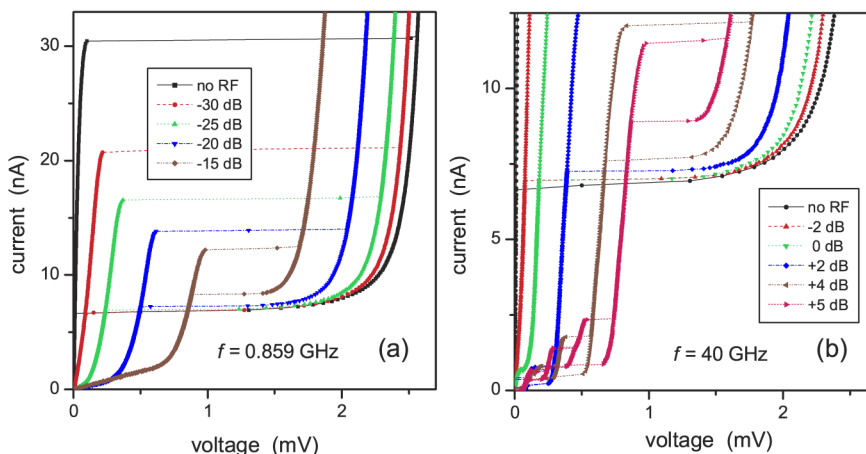 30
20
10
0
current (nA)
no RF
-30 dB
-25 dB
-20 dB
-15 dB
f = 0.859 GHz
(a)
0
1
2
voltage (mV)
10
5
0
current (nA)
no RF
-2 dB
0 dB
+2 dB
+4 dB
+5 dB
f = 40 GHz
(b)
0
1
2
voltage (mV)